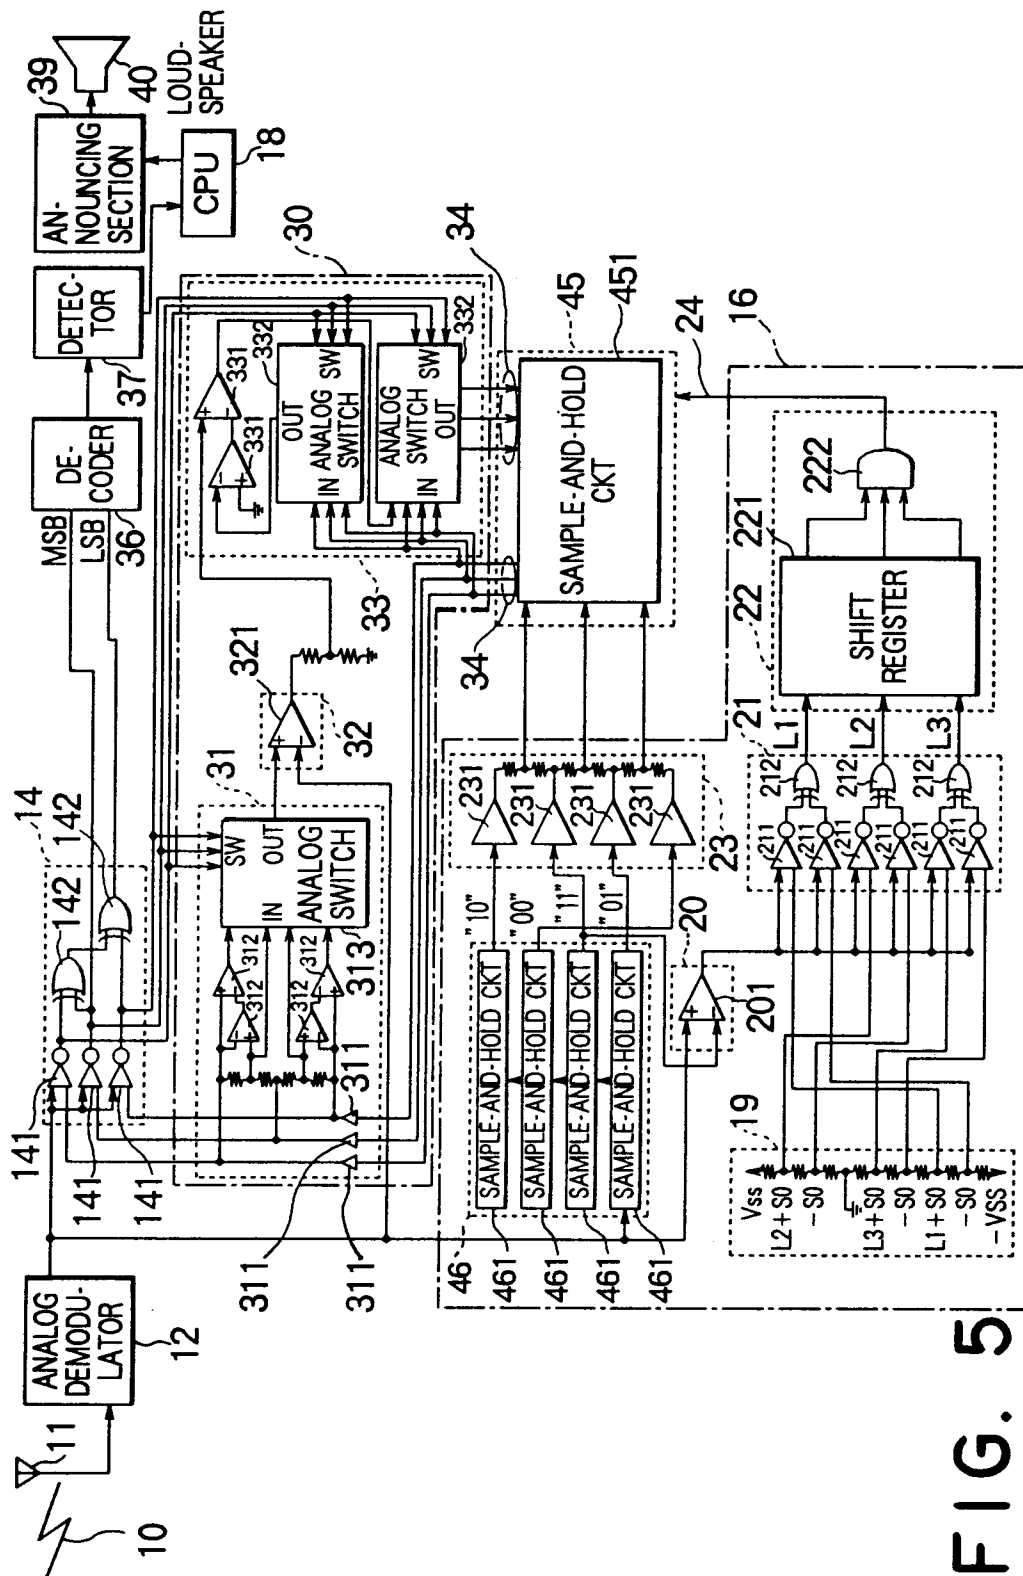 10
11
ANALOG
DEMODU-
LATOR
12
14
141
141
141
142
142
MSB
LSB
DE-
CODER
36
DETEC-
TOR
37
AN-
NOUNCING
SECTION
39
40
LOUD-
SPEAKER
CPU
18
31
311
311
311
312
312
312
312
SW
IN
OUT
ANALOG
SWITCH
313
321
32
30
331
331
332
OUT
SW
IN
ANALOG
SWITCH
332
ANALOG
SWITCH
SW
IN
OUT
33
34
34
45
451
SAMPLE-AND-HOLD
CKT
46
SAMPLE-AND-HOLD CKT
SAMPLE-AND-HOLD CKT
SAMPLE-AND-HOLD CKT
SAMPLE-AND-HOLD CKT
461
461
461
461
"10"
"00"
"11"
"01"
231
231
231
231
23
20
201
24
16
19
Vss
L2+S0
-S0
L3+S0
-S0
L1+S0
-S0
-VSS
21
211
211
211
211
211
211
212
212
212
L1
L2
L3
22
221
SHIFT
REGISTER
222
FIG. 5